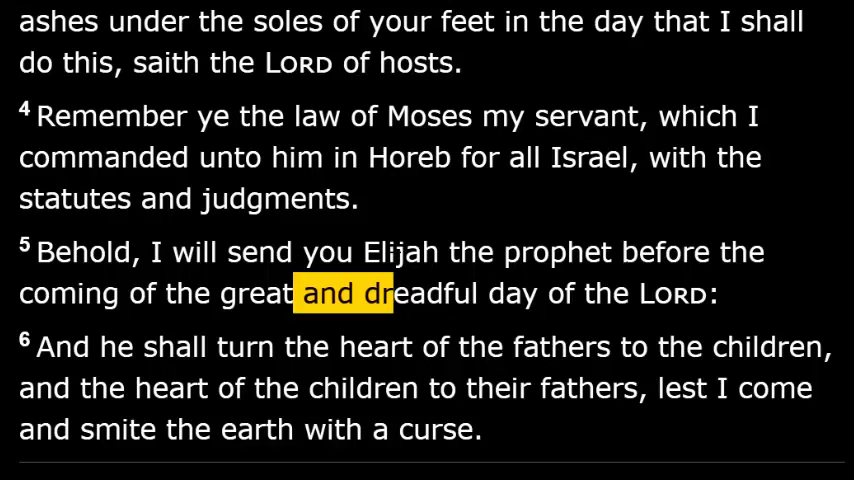 ashes under the soles of your feet in the day that I shall
do this, saith the LORD of hosts.
4 Remember ye the law of Moses my servant, which I
commanded unto him in Horeb for all Israel, with the
statutes and judgments.
5 Behold, I will send you Elijah the prophet before the
coming of the great and dreadful day of the LORD:
6 And he shall turn the heart of the fathers to the children,
and the heart of the children to their fathers, lest I come
and smite the earth with a curse.